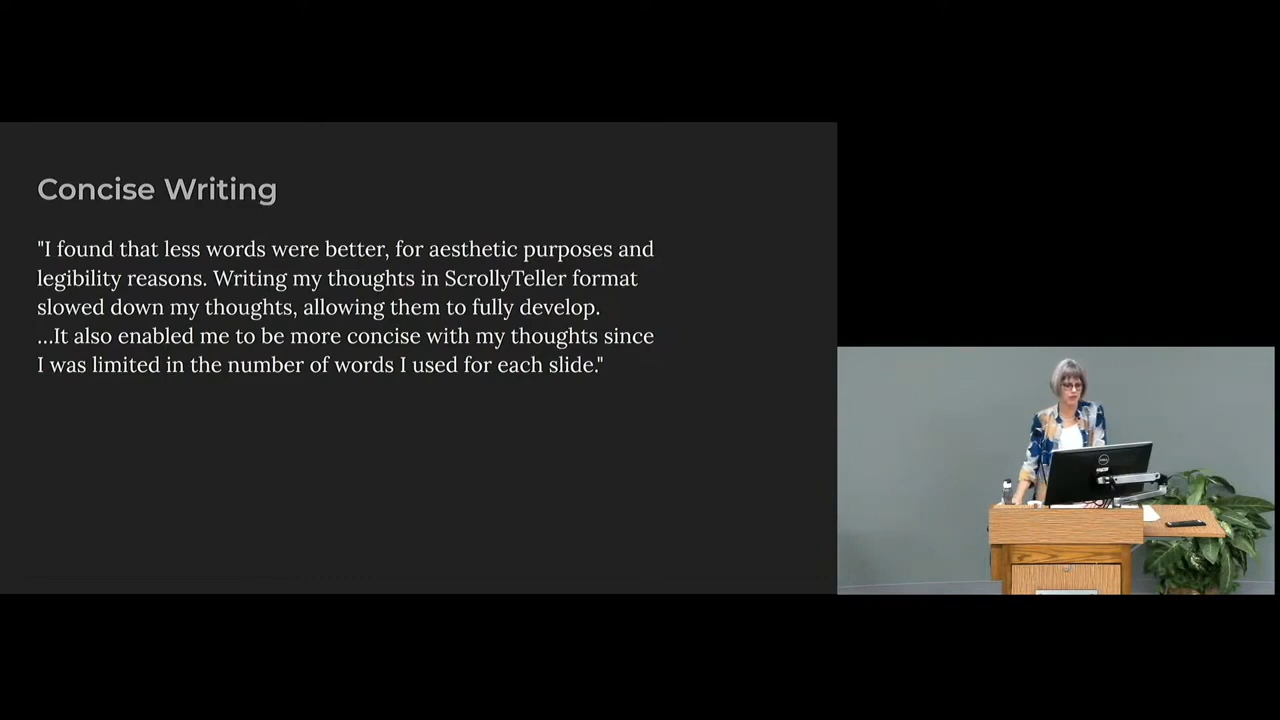 Concise Writing
"I found that less words were better, for aesthetic purposes and
legibility reasons. Writing my thoughts in ScrollyTeller format
slowed down my thoughts, allowing them to fully develop.
...It also enabled me to be more concise with my thoughts since
I was limited in the number of words I used for each slide."
DELL